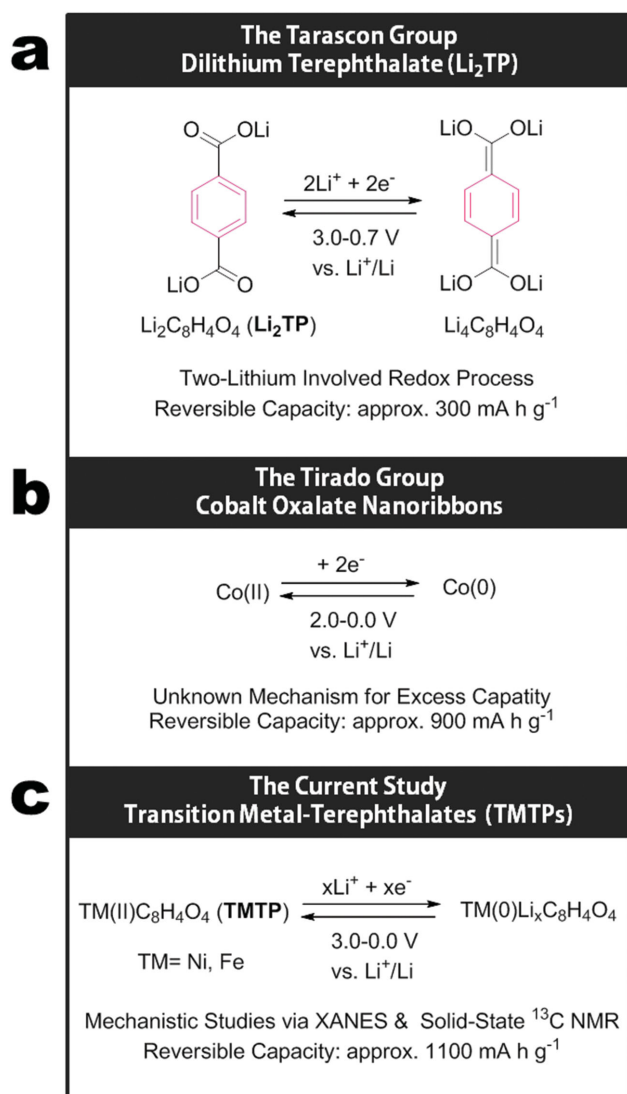 a
The Tarascon Group
Dilithium Terephthalate (Li₂TP)
O OLi
LiO O
2Li⁺ + 2e⁻
3.0-0.7 V
vs. Li⁺/Li
LiO OLi
LiO OLi
Li₂C₈H₄O₄ (Li₂TP)
Li₄C₈H₄O₄
Two-Lithium Involved Redox Process
Reversible Capacity: approx. 300 mA h g⁻¹
b
The Tirado Group
Cobalt Oxalate Nanoribbons
Co(II)
+ 2e⁻
2.0-0.0 V
vs. Li⁺/Li
Co(0)
Unknown Mechanism for Excess Capatity
Reversible Capacity: approx. 900 mA h g⁻¹
c
The Current Study
Transition Metal-Terephthalates (TMTPs)
TM(II)C₈H₄O₄ (TMTP)
TM= Ni, Fe
xLi⁺ + xe⁻
3.0-0.0 V
vs. Li⁺/Li
TM(0)LiₓC₈H₄O₄
Mechanistic Studies via XANES & Solid-State ¹³C NMR
Reversible Capacity: approx. 1100 mA h g⁻¹